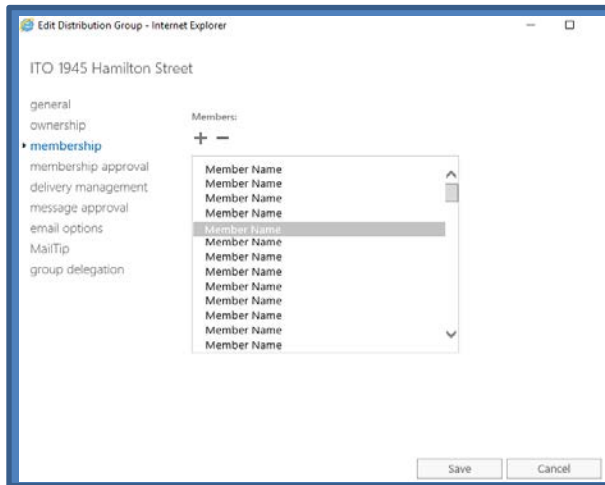 Edit Distribution Group - Internet Explorer
ITO 1945 Hamilton Street
general
ownership
membership
membership approval
delivery management
message approval
email options
MailTip
group delegation
Members:
Member Name
Member Name
Member Name
Member Name
Member Name
Member Name
Member Name
Member Name
Member Name
Member Name
Member Name
Member Name
Member Name
Save
Cancel